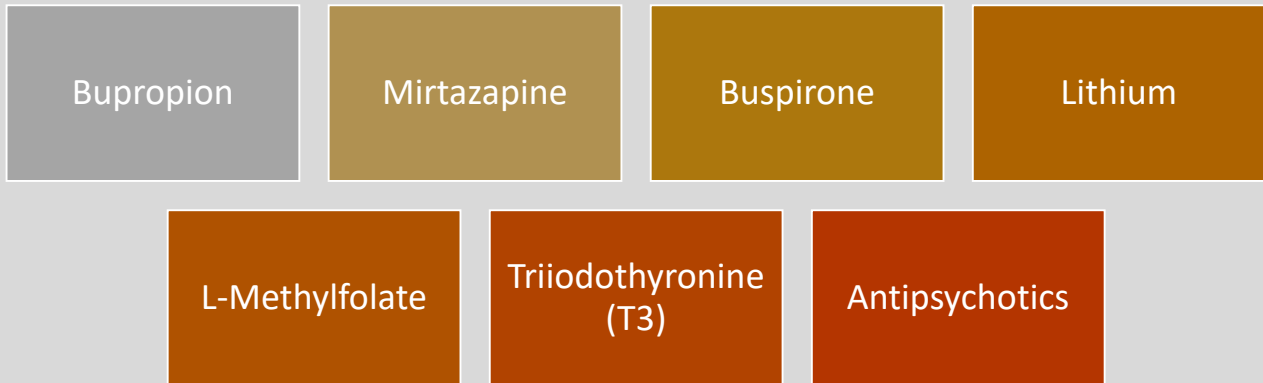 Bupropion
Mirtazapine
Buspirone
Lithium
L-Methylfolate
Triiodothyronine
(T3)
Antipsychotics